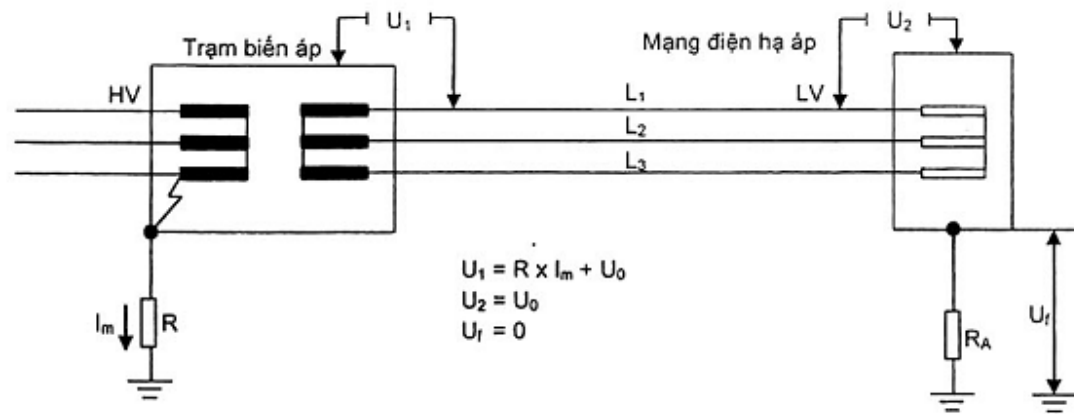 U₁
U₂
Trạm biến áp
Mạng điện hạ áp
HV
L₁
LV
L₂
L₃
U₁ = R x Iₘ + U₀
U₂ = U₀
U_f = 0
Iₘ
R
R_A
U_f